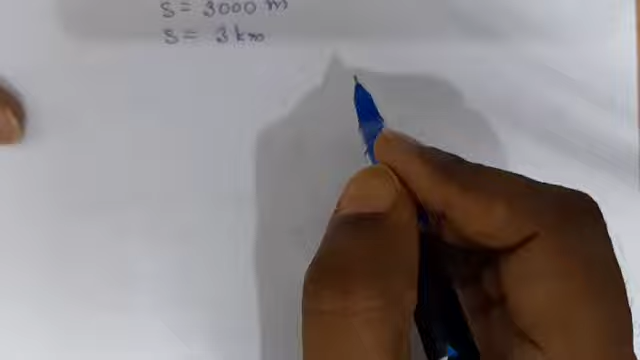 S = 3000 m
S = 3 km